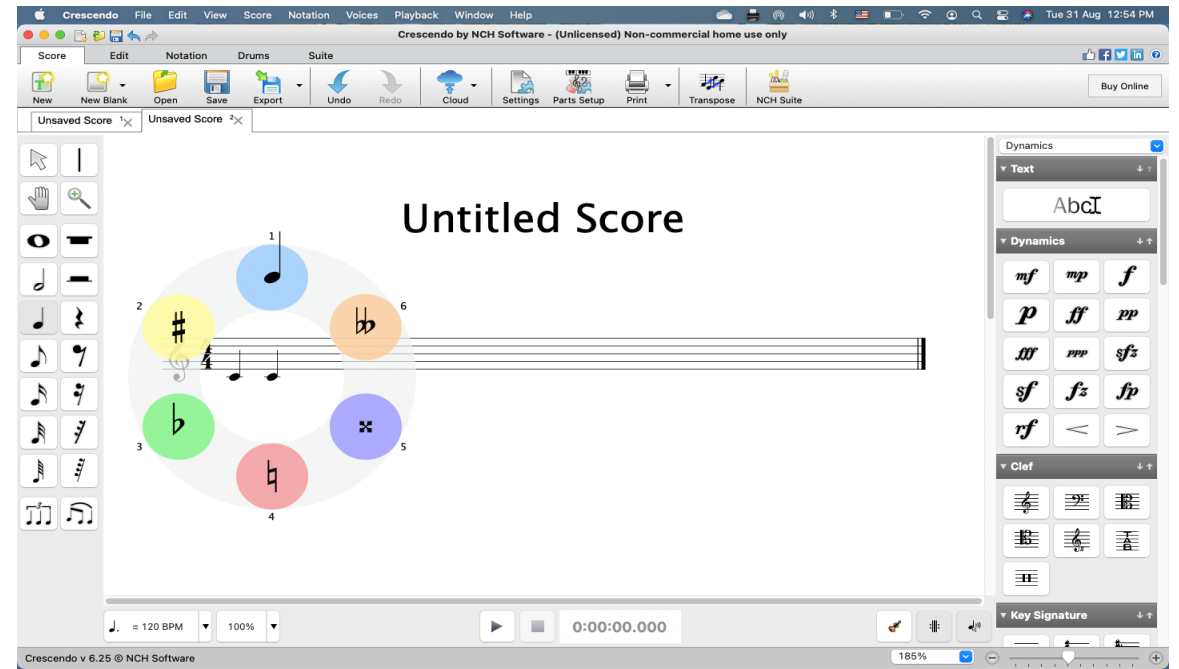 Crescendo File Edit View Score Notation Voices Playback Window Help Tue 31 Aug 12:54 PM
Crescendo by NCH Software - (Unlicensed) Non-commercial home use only
Score Edit Notation Drums Suite
New New Blank Open Save Export Undo Redo Cloud Settings Parts Setup Print Transpose NCH Suite Buy Online
Unsaved Score 1 Unsaved Score 2
Dynamics
Text
Abc
Untitled Score
Dynamics
1
mf mp f
2 6
p ff pp
4
4
fff ppp sfz
sf fz fp
rf < >
3 5
Clef
4
3
T
A
B
Key Signature
= 120 BPM 100% 0:00:00.000
Crescendo v 6.25 © NCH Software 185%